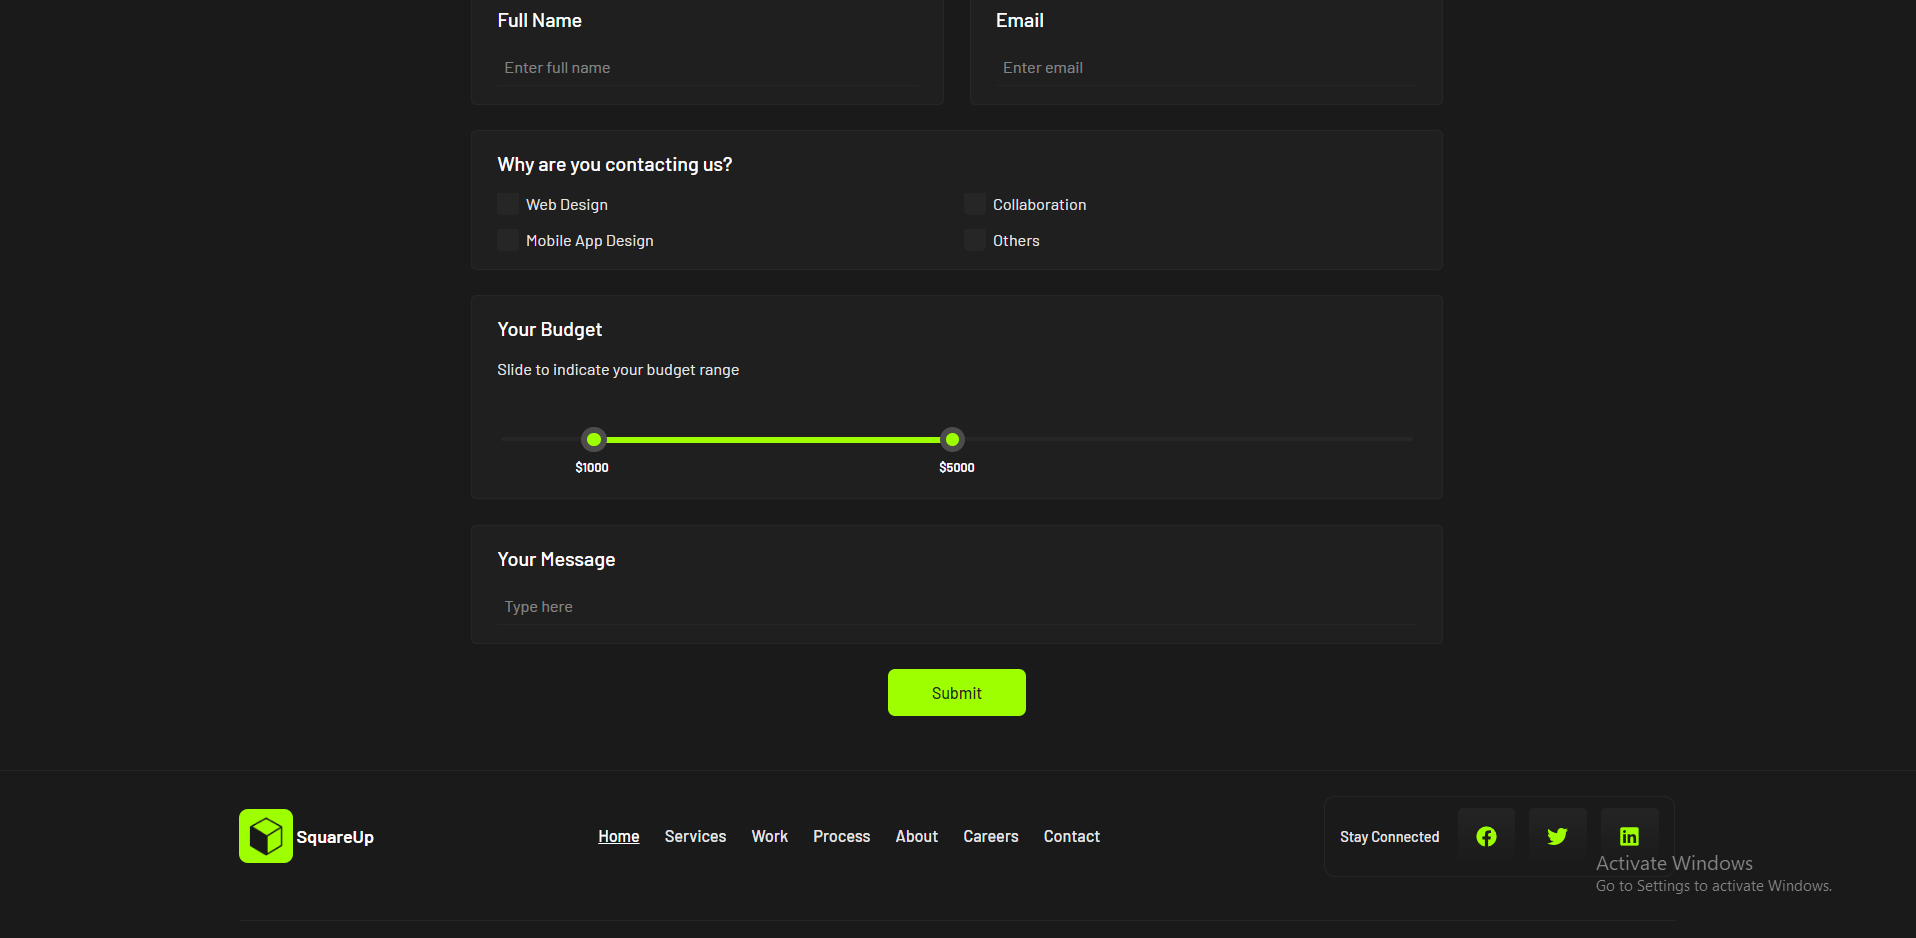 Full Name
Email
Enter full name
Enter email
Why are you contacting us?
Web Design
Collaboration
Mobile App Design
Others
Your Budget
Slide to indicate your budget range
$1000
$5000
Your Message
Type here
Submit
SquareUp
Home
Services
Work
Process
About
Careers
Contact
Stay Connected
Activate Windows
Go to Settings to activate Windows.